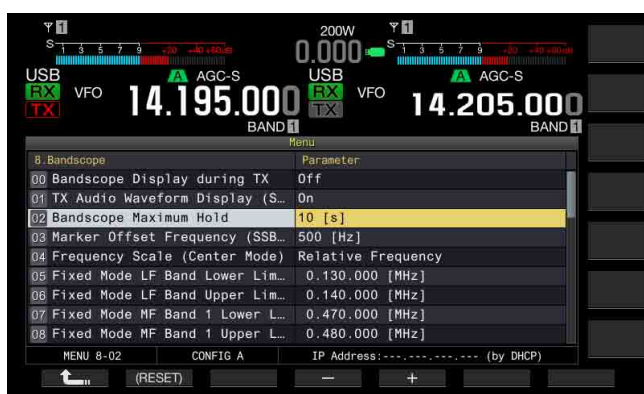 1 200W 1
S 1 3 5 7 9 +20 +40 +60dB 0.000 S 1 3 5 7 9 +20 +40 +60dB
USB A AGC-S USB A AGC-S
RX VFO 14.195.000 RX VFO 14.205.000
TX TX
BAND 1 BAND 1
Menu
8.Bandscope Parameter
00 Bandscope Display during TX Off
01 TX Audio Waveform Display (S… On
02 Bandscope Maximum Hold 10 [s]
03 Marker Offset Frequency (SSB… 500 [Hz]
04 Frequency Scale (Center Mode) Relative Frequency
05 Fixed Mode LF Band Lower Lim… 0.130.000 [MHz]
06 Fixed Mode LF Band Upper Lim… 0.140.000 [MHz]
07 Fixed Mode MF Band 1 Lower L… 0.470.000 [MHz]
08 Fixed Mode MF Band 1 Upper L… 0.480.000 [MHz]
MENU 8-02 CONFIG A IP Address:---.---.---.--- (by DHCP)
(RESET) − +